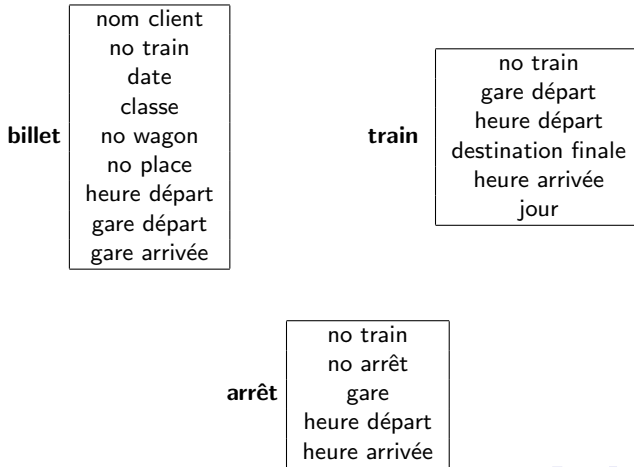 billet
nom client
no train
date
classe
no wagon
no place
heure départ
gare départ
gare arrivée
train
no train
gare départ
heure départ
destination finale
heure arrivée
jour
arrêt
no train
no arrêt
gare
heure départ
heure arrivée